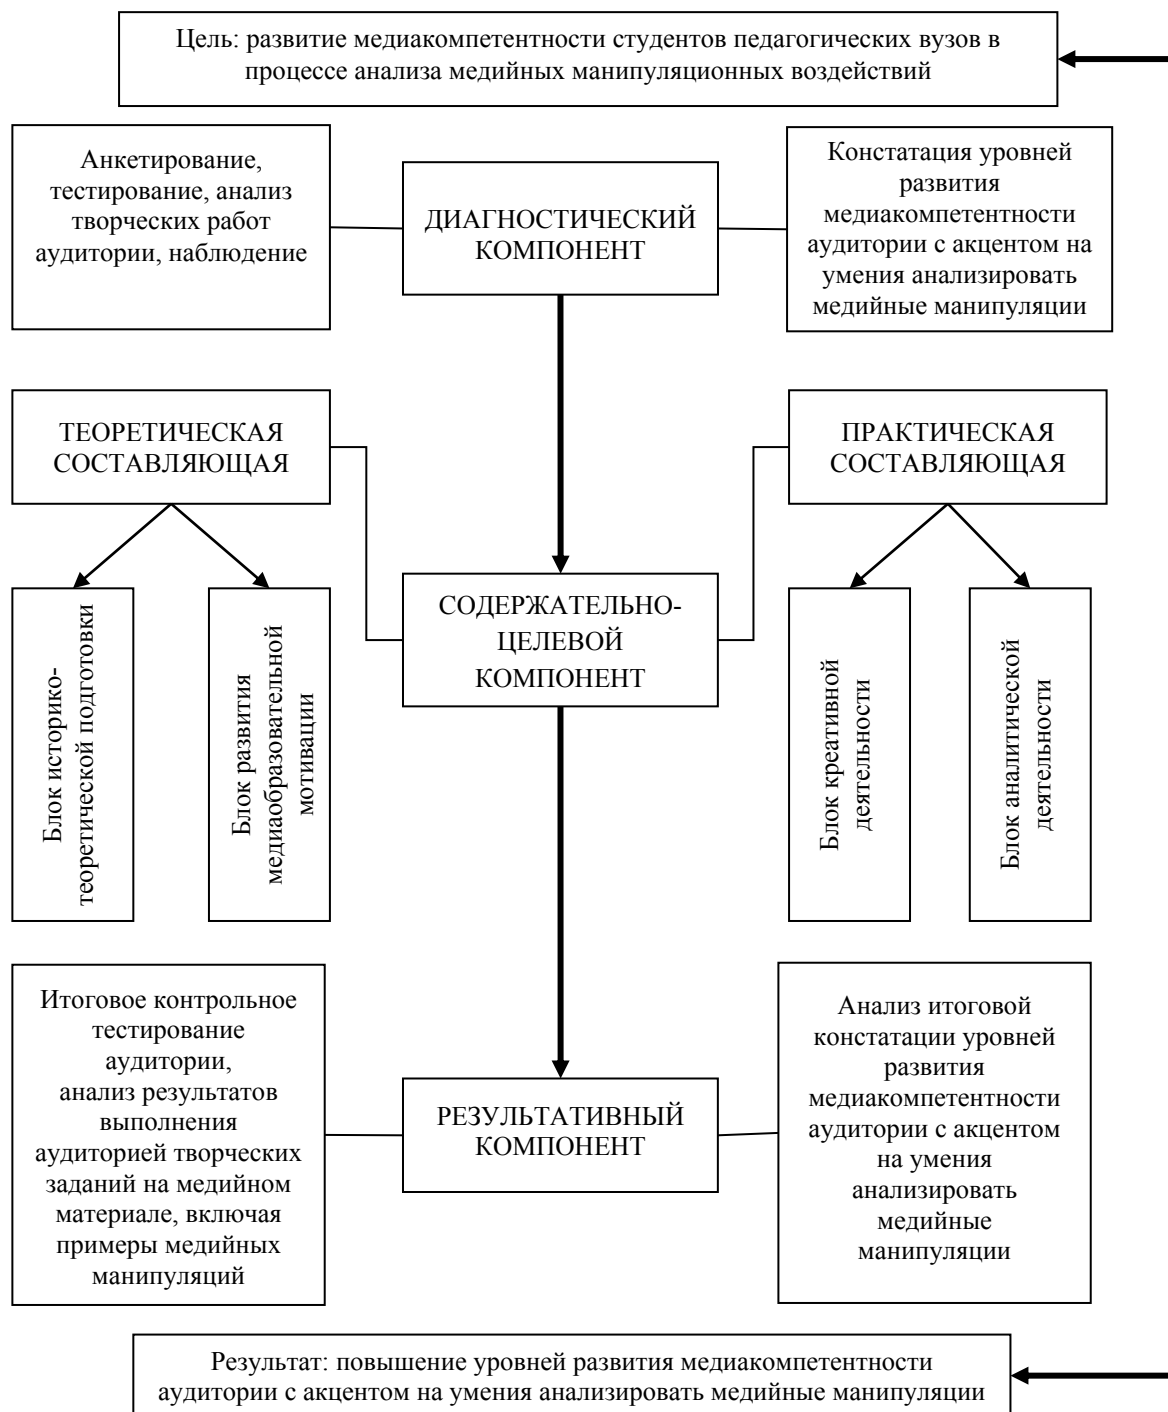 Цель: развитие медиакомпетентности студентов педагогических вузов в
процессе анализа медийных манипуляционных воздействий
Анкетирование,
тестирование, анализ
творческих работ
аудитории, наблюдение
ДИАГНОСТИЧЕСКИЙ
КОМПОНЕНТ
Констатация уровней
развития
медиакомпетентности
аудитории с акцентом на
умения анализировать
медийные манипуляции
ТЕОРЕТИЧЕСКАЯ
СОСТАВЛЯЮЩАЯ
ПРАКТИЧЕСКАЯ
СОСТАВЛЯЮЩАЯ
СОДЕРЖАТЕЛЬНО-
ЦЕЛЕВОЙ
КОМПОНЕНТ
Блок историко-
теоретической подготовки
Блок развития
медиаобразовательной
мотивации
Блок креативной
деятельности
Блок аналитической
деятельности
Итоговое контрольное
тестирование
аудитории,
анализ результатов
выполнения
аудиторией творческих
заданий на медийном
материале, включая
примеры медийных
манипуляций
РЕЗУЛЬТАТИВНЫЙ
КОМПОНЕНТ
Анализ итоговой
констатации уровней
развития
медиакомпетентности
аудитории с акцентом
на умения
анализировать
медийные
манипуляции
Результат: повышение уровней развития медиакомпетентности
аудитории с акцентом на умения анализировать медийные манипуляции